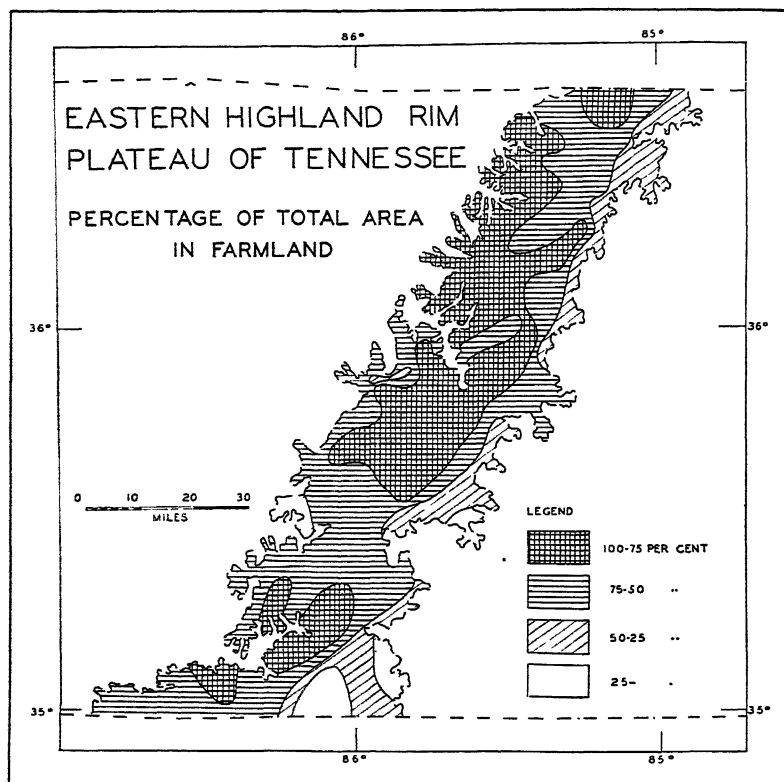 86°
85°
EASTERN HIGHLAND RIM
PLATEAU OF TENNESSEE
PERCENTAGE OF TOTAL AREA
IN FARMLAND
36°
36°
0 10 20 30
MILES
LEGEND
100-75 PER CENT
75-50 "
50-25 "
25- "
35°
35°
86°
85°